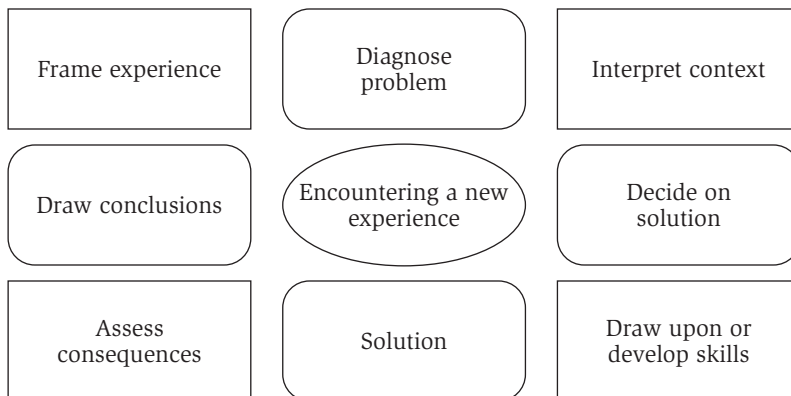 Frame experience
Diagnose
problem
Interpret context
Draw conclusions
Encountering a new
experience
Decide on
solution
Assess
consequences
Solution
Draw upon or
develop skills